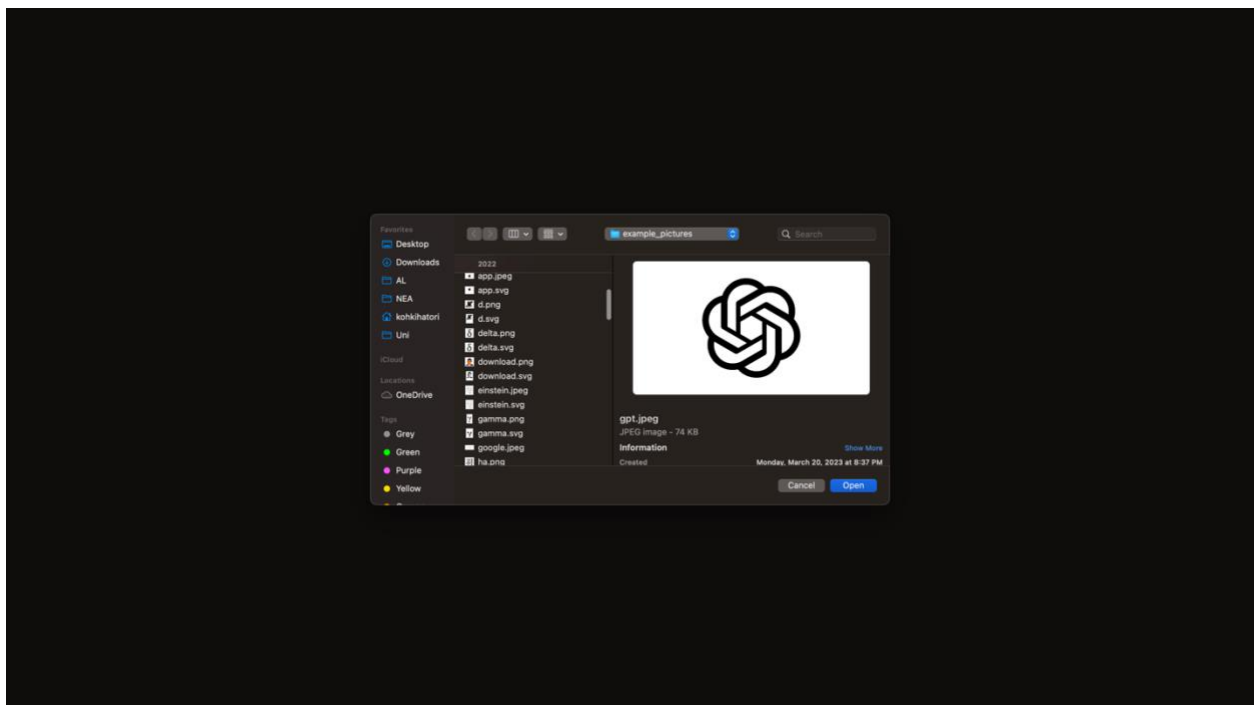 Favorites
Desktop
Downloads
AL
NEA
kohkihatori
Uni
iCloud
Locations
OneDrive
Tags
Grey
Green
Purple
Yellow
example_pictures
Search
2022
app.jpeg
app.svg
d.png
d.svg
delta.png
delta.svg
download.png
download.svg
einstein.jpeg
einstein.svg
gamma.png
gamma.svg
google.jpeg
ha.png
gpt.jpeg
JPEG image - 74 KB
Information Show More
Created Monday, March 20, 2023 at 8:37 PM
Cancel Open